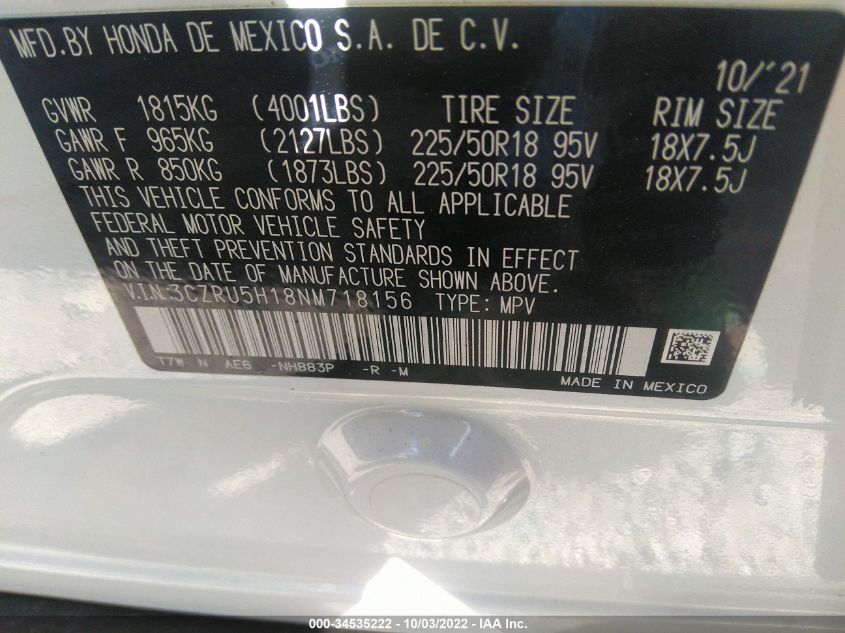 MFD.BY HONDA DE MEXICO S.A. DE C.V.
10/'21
GVWR 1815KG (4001LBS) TIRE SIZE RIM SIZE
GAWR F 965KG (2127LBS) 225/50R18 95V 18X7.5J
GAWR R 850KG (1873LBS) 225/50R18 95V 18X7.5J
THIS VEHICLE CONFORMS TO ALL APPLICABLE
FEDERAL MOTOR VEHICLE SAFETY
AND THEFT PREVENTION STANDARDS IN EFFECT
ON THE DATE OF MANUFACTURE SHOWN ABOVE.
V.I.N:3CZRU5H18NM718156 TYPE: MPV
T7W N AE6 -NH883P -R -M
MADE IN MEXICO
000-34535222 - 10/03/2022 - IAA Inc.